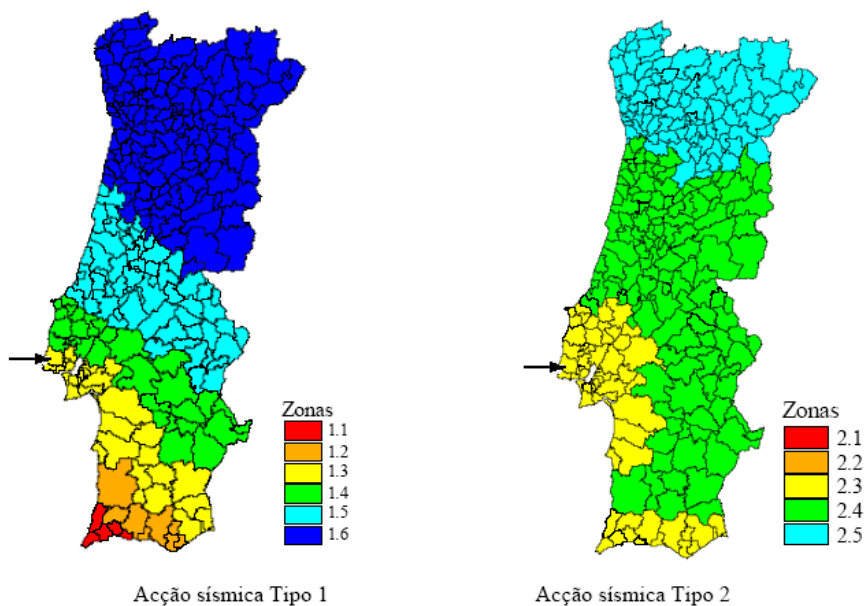 Zonas
1.1
1.2
1.3
1.4
1.5
1.6
Acção sísmica Tipo 1
Zonas
2.1
2.2
2.3
2.4
2.5
Acção sísmica Tipo 2